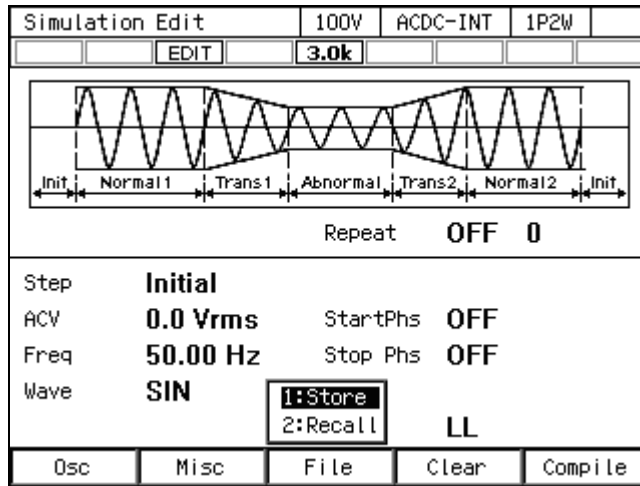 Simulation Edit 100V ACDC-INT 1P2W
EDIT 3.0k
Init Normal1 Trans1 Abnormal Trans2 Normal2 Init
Repeat OFF 0
Step Initial
ACV 0.0 Vrms StartPhs OFF
Freq 50.00 Hz Stop Phs OFF
Wave SIN
1:Store
2:Recall LL
Osc Misc File Clear Compile